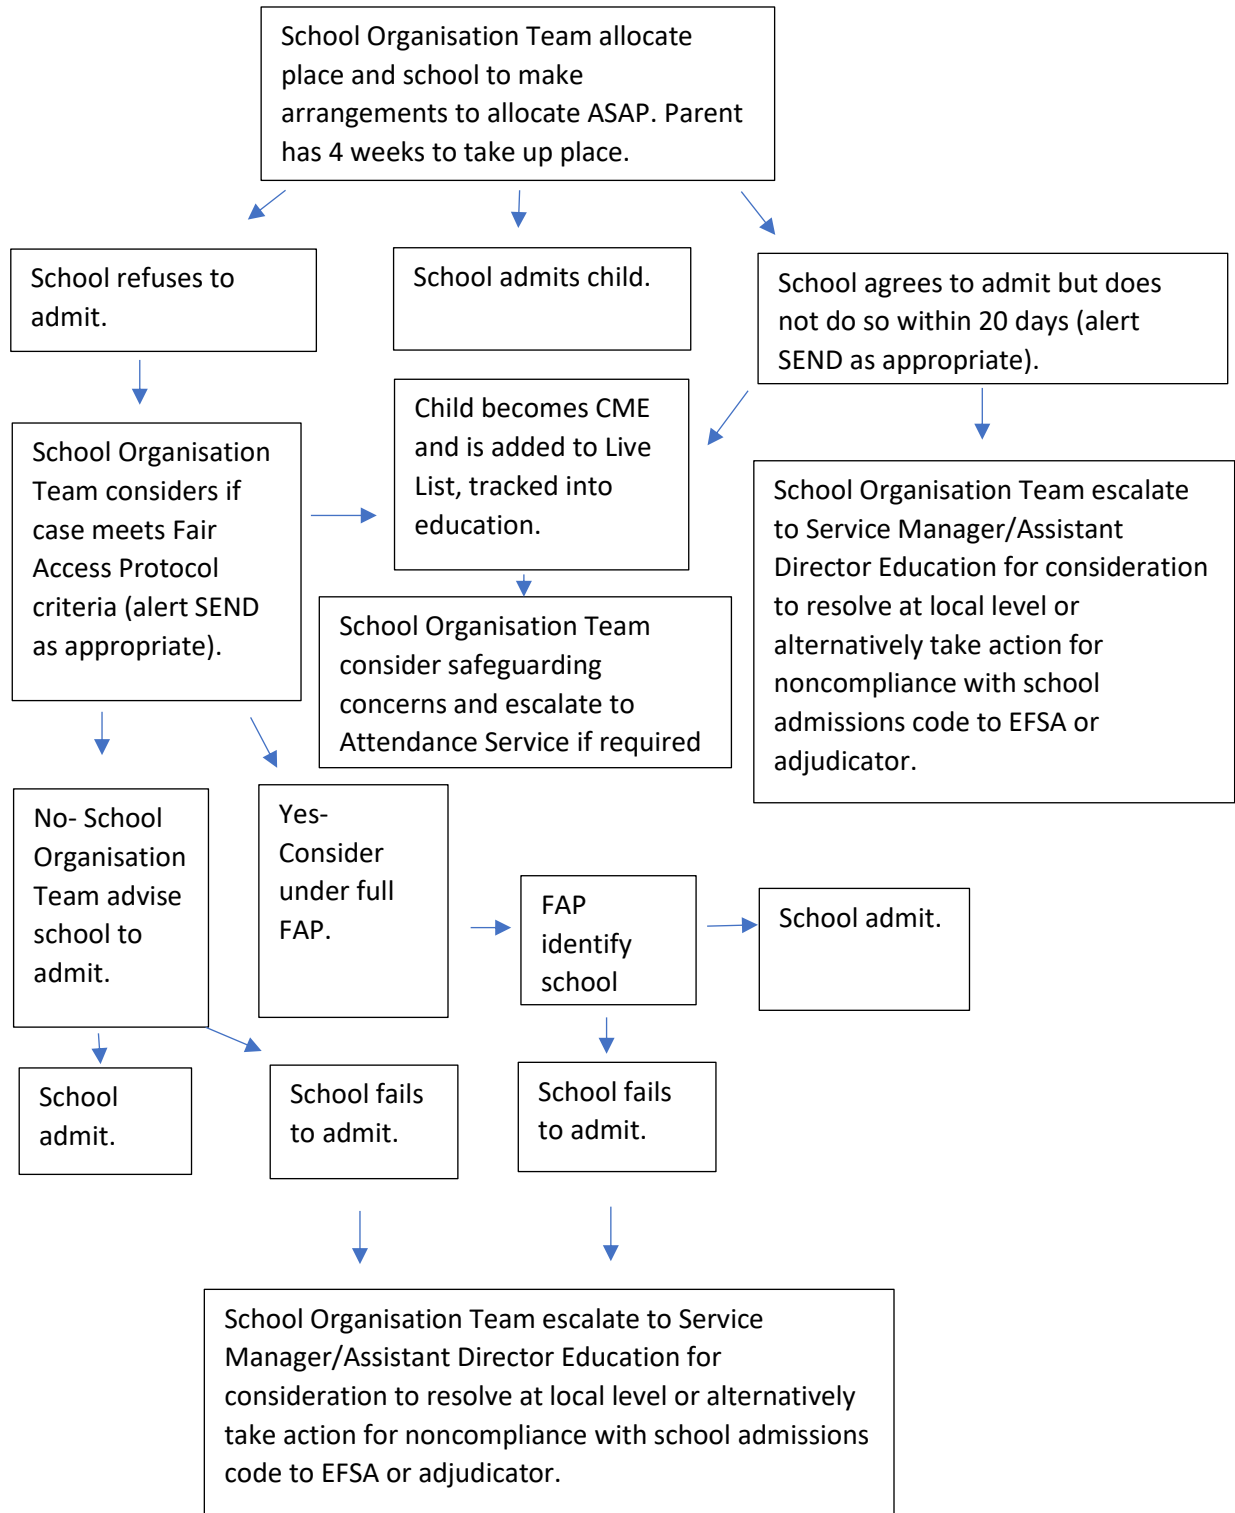 School Organisation Team allocate
place and school to make
arrangements to allocate ASAP. Parent
has 4 weeks to take up place.
School refuses to
admit.
School admits child.
School agrees to admit but does
not do so within 20 days (alert
SEND as appropriate).
School Organisation
Team considers if
case meets Fair
Access Protocol
criteria (alert SEND
as appropriate).
Child becomes CME
and is added to Live
List, tracked into
education.
School Organisation Team escalate
to Service Manager/Assistant
Director Education for consideration
to resolve at local level or
alternatively take action for
noncompliance with school
admissions code to EFSA or
adjudicator.
School Organisation Team
consider safeguarding
concerns and escalate to
Attendance Service if required
No- School
Organisation
Team advise
school to
admit.
Yes-
Consider
under full
FAP.
FAP
identify
school
School admit.
School
admit.
School fails
to admit.
School fails
to admit.
School Organisation Team escalate to Service
Manager/Assistant Director Education for
consideration to resolve at local level or alternatively
take action for noncompliance with school admissions
code to EFSA or adjudicator.